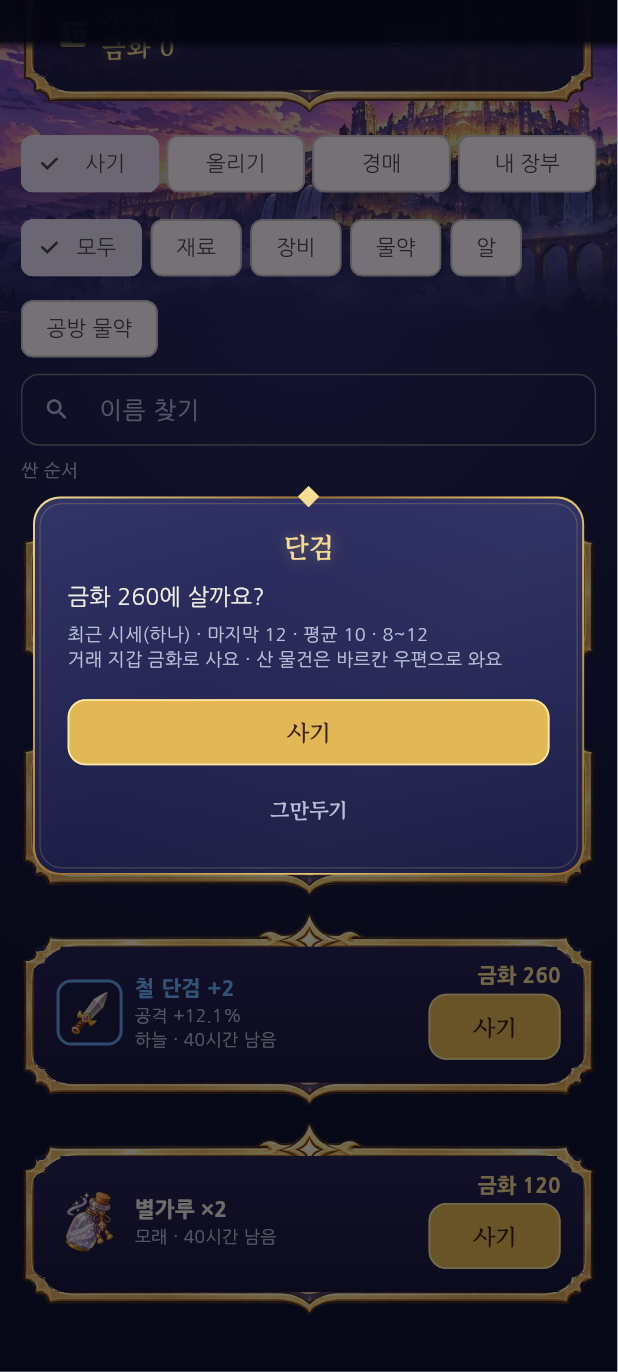 거래 지갑
금화 0
사기
올리기
경매
내 장부
모두
재료
장비
물약
알
공방 물약
이름 찾기
싼 순서
단검
금화 260에 살까요?
최근 시세(하나) · 마지막 12 · 평균 10 · 8~12
거래 지갑 금화로 사요 · 산 물건은 바르칸 우편으로 와요
사기
그만두기
금화 260
철 단검 +2
공격 +12.1%
하늘 · 40시간 남음
사기
금화 120
별가루 ×2
모래 · 40시간 남음
사기